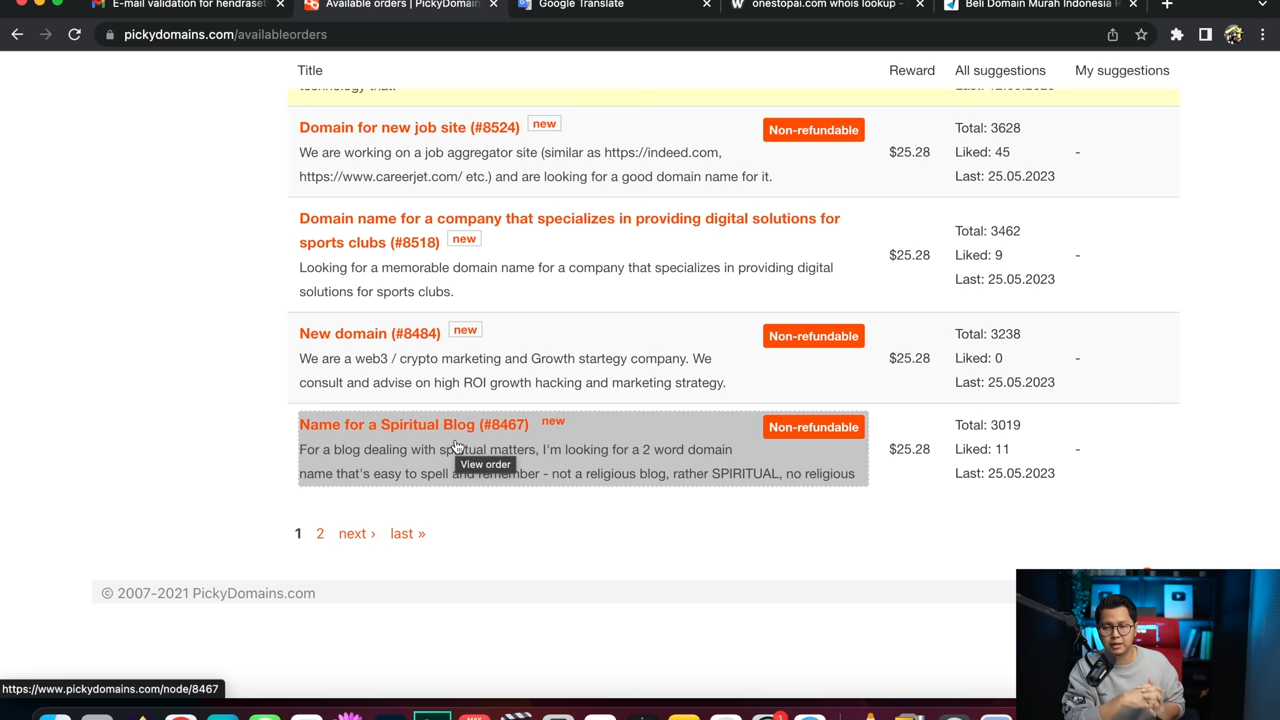 E-mail validation for hendraset
Available orders | PickyDomain
Google Translate
onestopai.com whois lookup -
Beli Domain Murah Indonesia
pickydomains.com/availableorders
Title
Reward
All suggestions
My suggestions
technology that.
Last: 12.05.2023
Domain for new job site (#8524)
new
Non-refundable
We are working on a job aggregator site (similar as https://indeed.com,
https://www.careerjet.com/ etc.) and are looking for a good domain name for it.
$25.28
Total: 3628
Liked: 45
Last: 25.05.2023
-
Domain name for a company that specializes in providing digital solutions for
sports clubs (#8518)
new
Looking for a memorable domain name for a company that specializes in providing digital
solutions for sports clubs.
$25.28
Total: 3462
Liked: 9
Last: 25.05.2023
-
New domain (#8484)
new
Non-refundable
We are a web3 / crypto marketing and Growth startegy company. We
consult and advise on high ROI growth hacking and marketing strategy.
$25.28
Total: 3238
Liked: 0
Last: 25.05.2023
-
Name for a Spiritual Blog (#8467)
new
Non-refundable
For a blog dealing with spiritual matters, I'm looking for a 2 word domain
View order
name that's easy to spell and remember - not a religious blog, rather SPIRITUAL, no religious
$25.28
Total: 3019
Liked: 11
Last: 25.05.2023
-
1 2 next › last »
© 2007-2021 PickyDomains.com
https://www.pickydomains.com/node/8467